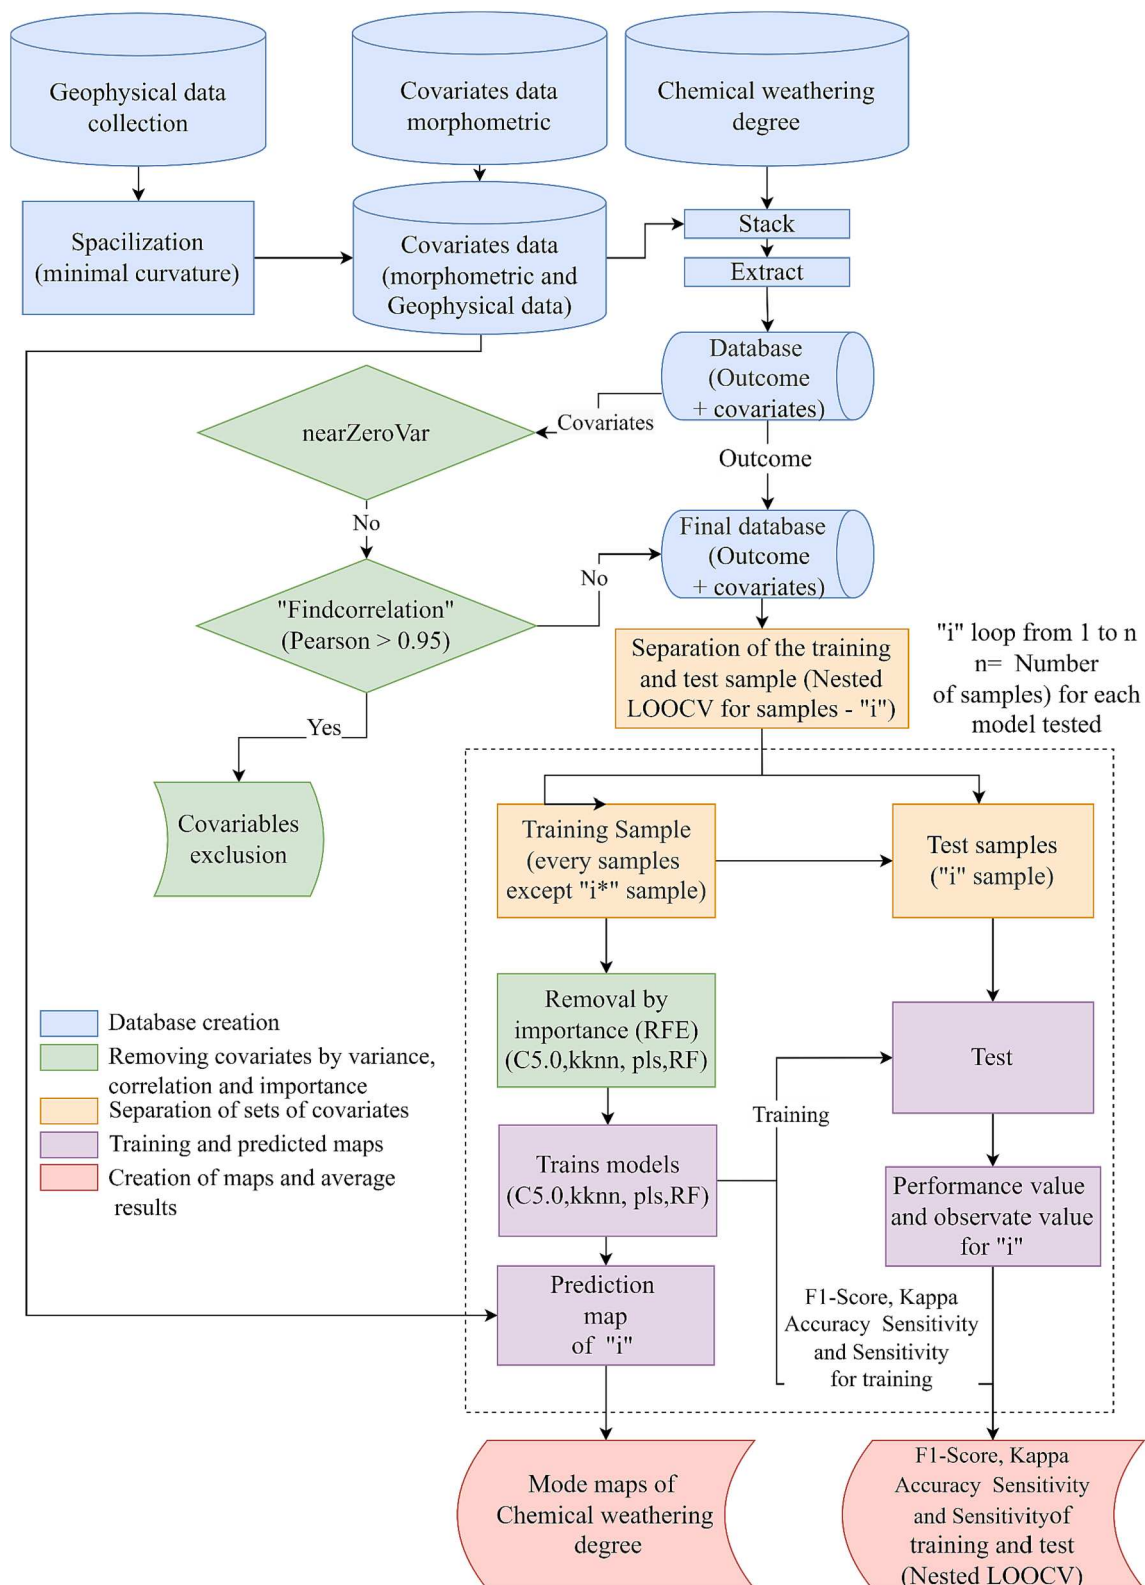 Geophysical data
collection
Covariates data
morphometric
Chemical weathering
degree
Spacilization
(minimal curvature)
Covariates data
(morphometric and
Geophysical data)
Stack
Extract
Database
(Outcome
+ covariates)
nearZeroVar
Covariates
Outcome
No
Final database
(Outcome
+ covariates)
"Findcorrelation"
(Pearson > 0.95)
No
Separation of the training
and test sample (Nested
LOOCV for samples - "i")
"i" loop from 1 to n
n= Number
of samples) for each
model tested
Yes
Covariables
exclusion
Training Sample
(every samples
except "i*" sample)
Test samples
("i" sample)
Removal by
importance (RFE)
(C5.0,kknn, pls,RF)
Test
Training
Trains models
(C5.0,kknn, pls,RF)
Performance value
and observate value
for "i"
Prediction
map
of "i"
F1-Score, Kappa
Accuracy Sensitivity
and Sensitivity
for training
Database creation
Removing covariates by variance,
correlation and importance
Separation of sets of covariates
Training and predicted maps
Creation of maps and average
results
Mode maps of
Chemical weathering
degree
F1-Score, Kappa
Accuracy Sensitivity
and Sensitivityof
training and test
(Nested LOOCV)